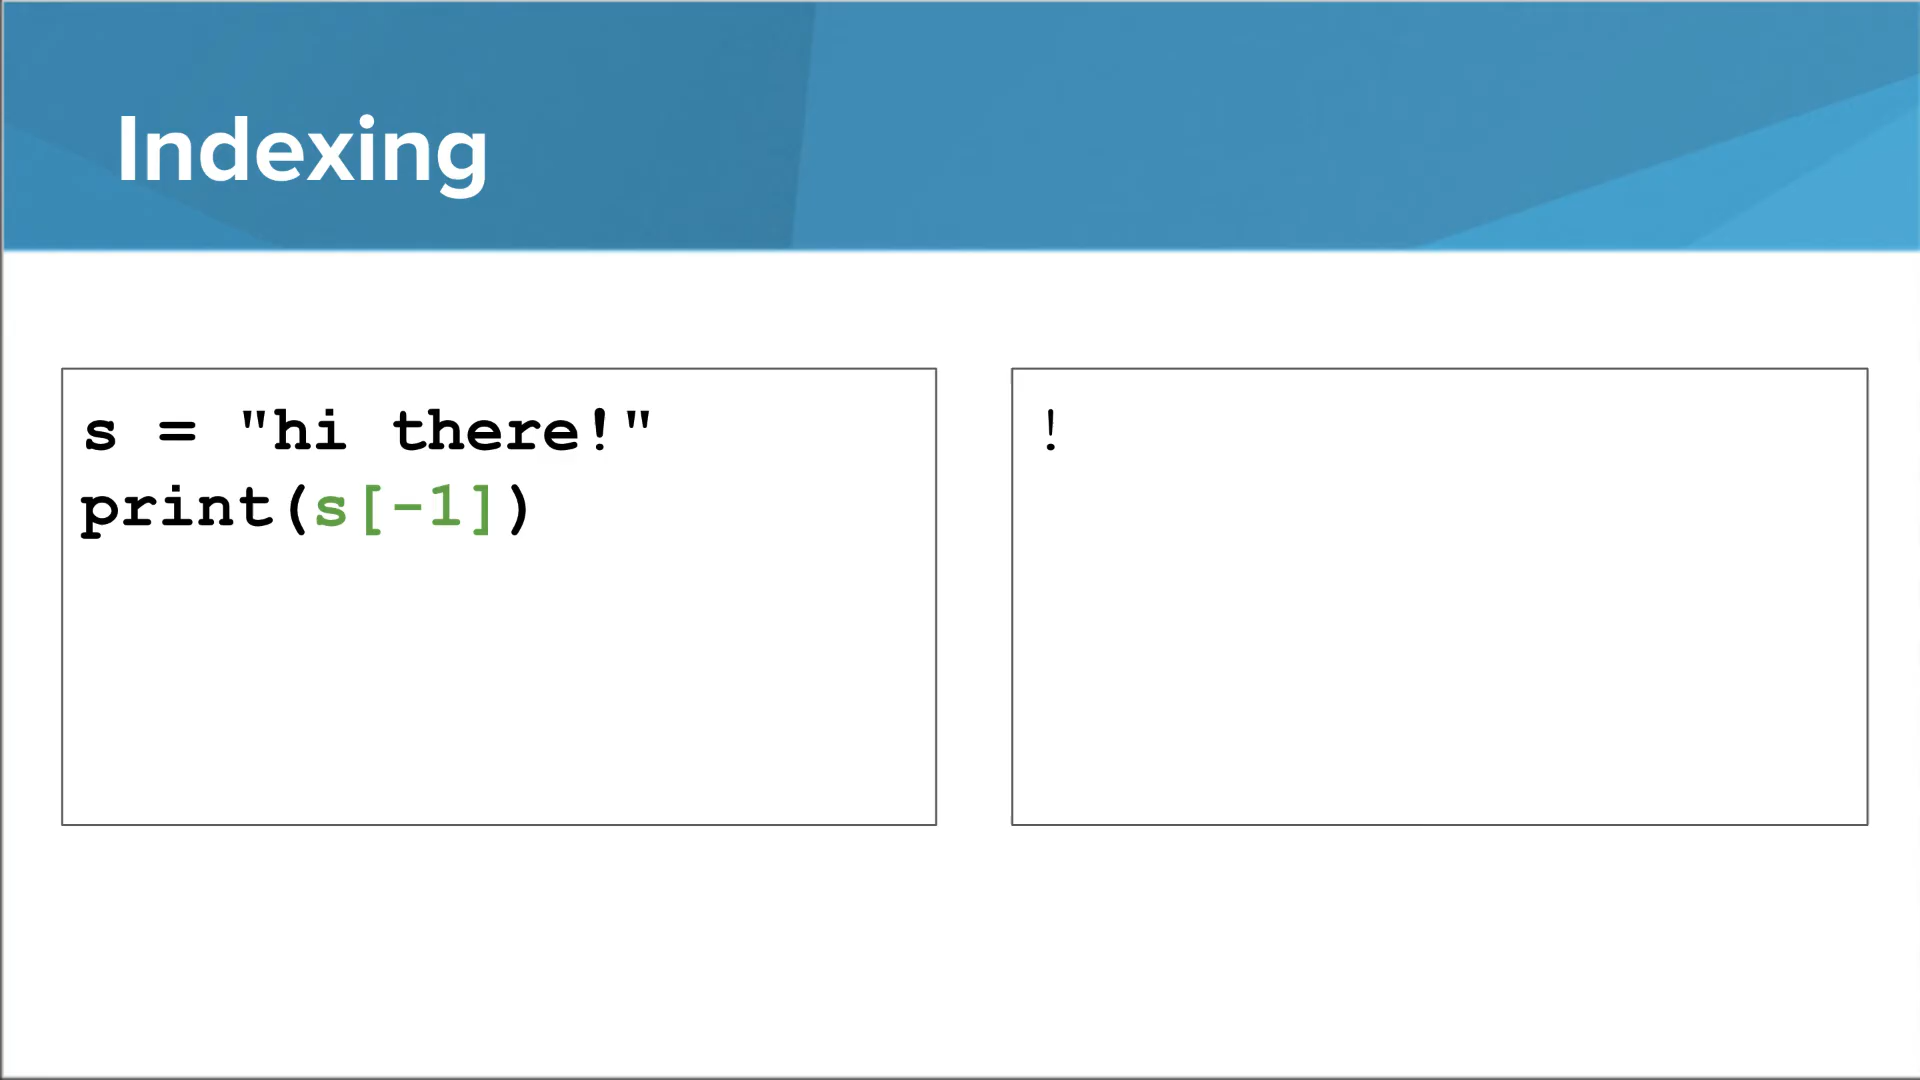 Indexing
s = "hi there!"
print(s[-1])
!